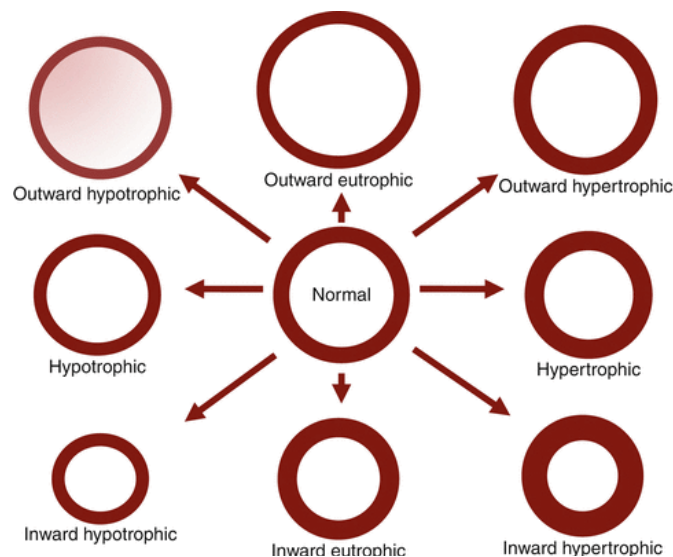 Outward hypotrophic
Outward eutrophic
Outward hypertrophic
Hypotrophic
Normal
Hypertrophic
Inward hypotrophic
Inward eutrophic
Inward hypertrophic